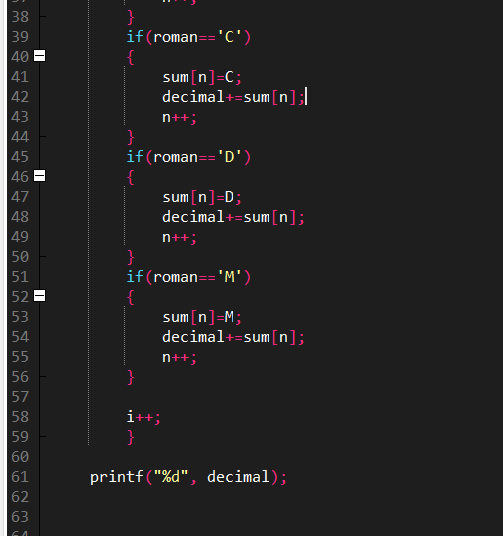 n++;
38 }
39 if(roman=='C')
40 {
41 sum[n]=C;
42 decimal+=sum[n];
43 n++;
44 }
45 if(roman=='D')
46 {
47 sum[n]=D;
48 decimal+=sum[n];
49 n++;
50 }
51 if(roman=='M')
52 {
53 sum[n]=M;
54 decimal+=sum[n];
55 n++;
56 }
57
58 i++;
59 }
60
61 printf("%d", decimal);
62
63